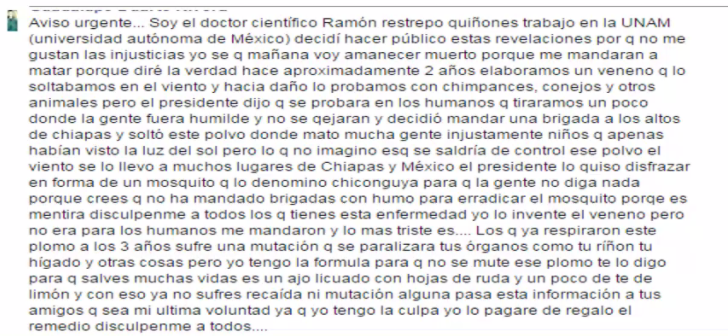 Aviso urgente... Soy el doctor científico Ramón restrepo quiñones trabajo en la UNAM
(universidad autónoma de México) decidí hacer público estas revelaciones por q no me
gustan las injusticias yo se q mañana voy amanecer muerto porque me mandaran a
matar porque diré la verdad hace aproximadamente 2 años elaboramos un veneno q lo
soltabamos en el viento y hacia daño lo probamos con chimpances, conejos y otros
animales pero el presidente dijo q se probara en los humanos q tiraramos un poco
donde la gente fuera humilde y no se qejaran y decidió mandar una brigada a los altos
de chiapas y soltó este polvo donde mato mucha gente injustamente niños q apenas
habían visto la luz del sol pero lo q no imagino esq se saldría de control ese polvo el
viento se lo llevo a muchos lugares de Chiapas y México el presidente lo quiso disfrazar
en forma de un mosquito q lo denomino chiconguya para q la gente no diga nada
porque crees q no ha mandado brigadas con humo para erradicar el mosquito porqe es
mentira disculpenme a todos los q tienes esta enfermedad yo lo invente el veneno pero
no era para los humanos me mandaron y lo mas triste es.... Los q ya respiraron este
plomo a los 3 años sufre una mutación q se paralizara tus órganos como tu ríñon tu
hígado y otras cosas pero yo tengo la formula para q no se mute ese plomo te lo digo
para q salves muchas vidas es un ajo licuado con hojas de ruda y un poco de te de
limón y con eso ya no sufres recaída ni mutación alguna pasa esta información a tus
amigos q sea mi ultima voluntad ya q yo tengo la culpa yo lo pagare de regalo el
remedio disculpenme a todos....